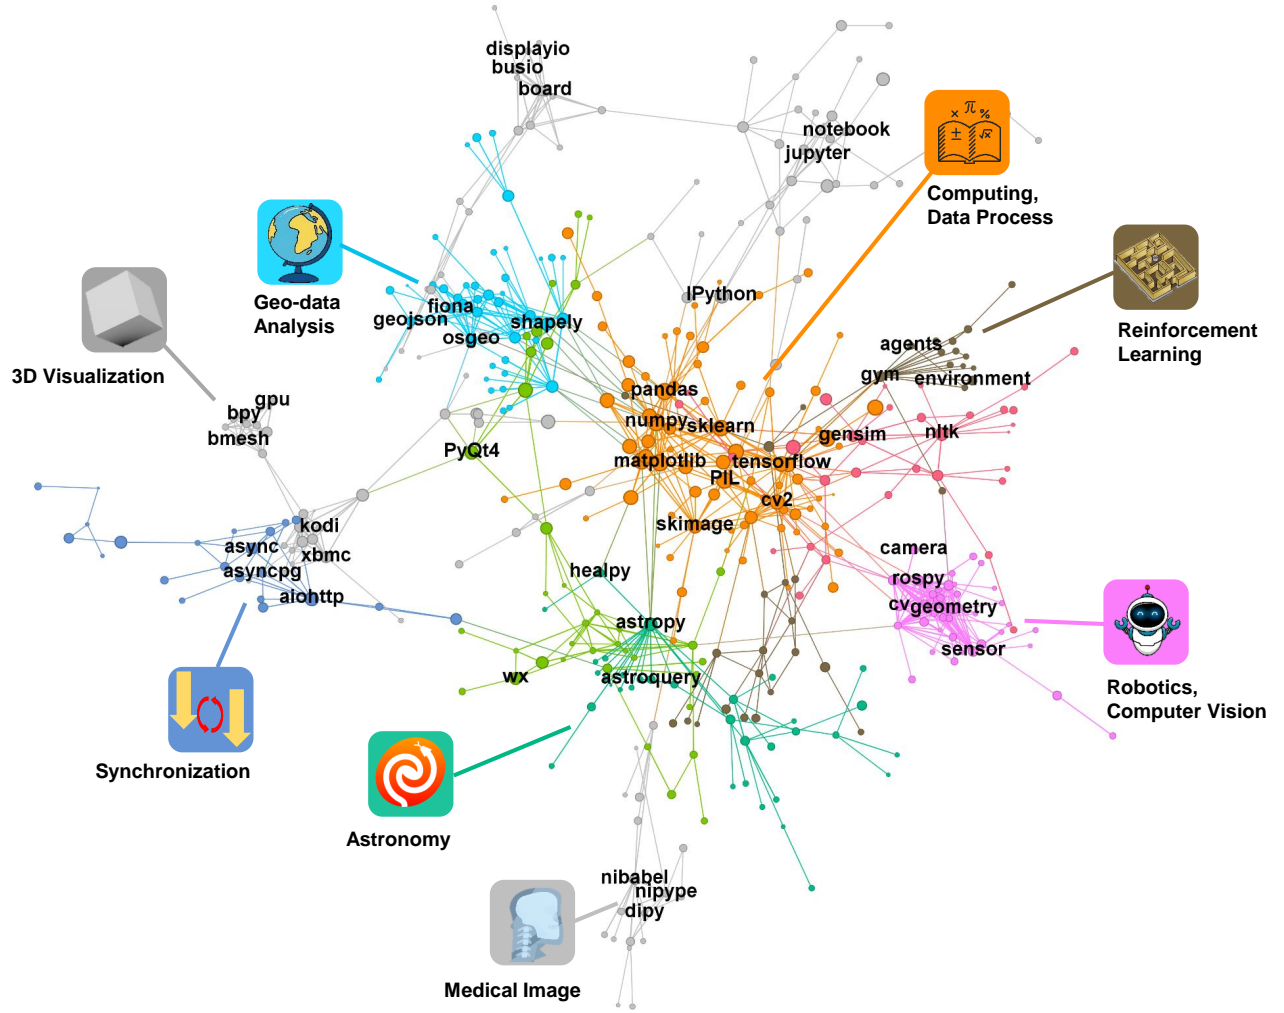 displayio
busio
board
notebook
jupyter
× π %
± √x
Computing,
Data Process
Geo-data
Analysis
fiona
geojson
osgeo
shapely
IPython
Reinforcement
Learning
agents
gym
environment
3D Visualization
gpu
bpy
bmesh
pandas
numpy
sklearn
gensim
nltk
PyQt4
matplotlib
tensorflow
PIL
cv2
skimage
kodi
async
xbmc
asyncpg
aiohttp
healpy
camera
rospy
cv
geometry
sensor
astropy
wx
astroquery
Robotics,
Computer Vision
Synchronization
Astronomy
nibabel
nipype
dipy
Medical Image